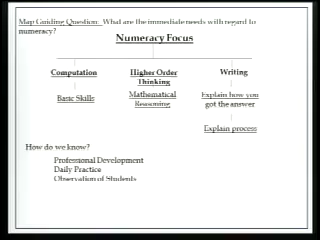 Map Guiding Question: What are the immediate needs with regard to
numeracy?
Numeracy Focus
Computation
Higher Order
Thinking
Writing
Basic Skills
Mathematical
Reasoning
Explain how you
got the answer
Explain process
How do we know?
Professional Development
Daily Practice
Observation of Students